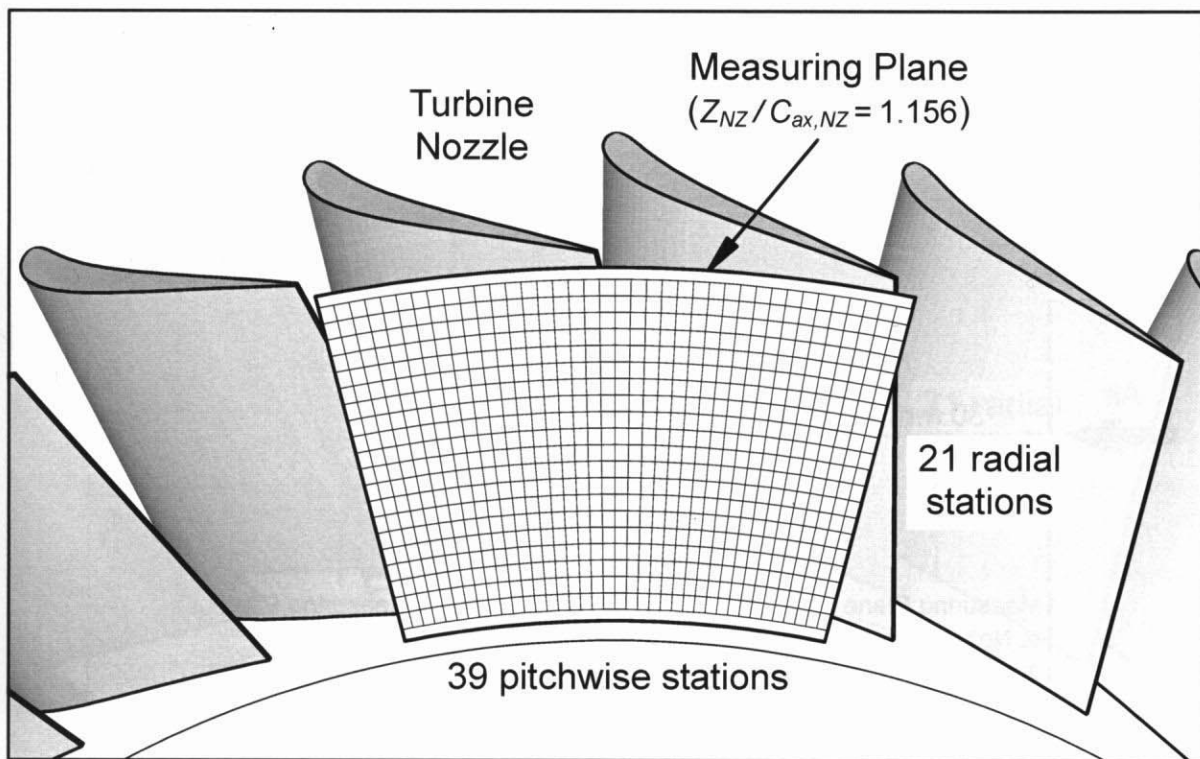 Measuring Plane
(Z_NZ / C_ax,NZ = 1.156)
Turbine
Nozzle
21 radial
stations
39 pitchwise stations